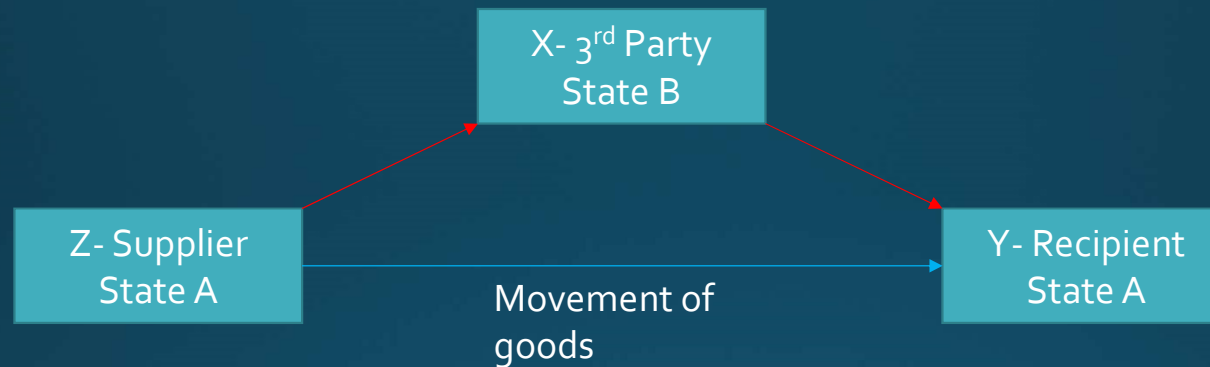 X- 3rd Party
State B
Z- Supplier
State A
Y- Recipient
State A
Movement of
goods